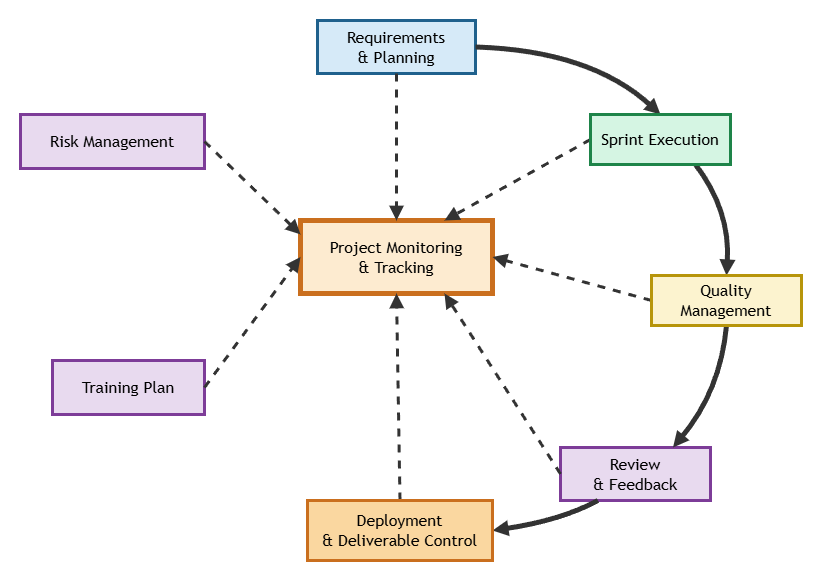 Requirements
& Planning
Risk Management
Sprint Execution
Project Monitoring
& Tracking
Quality
Management
Training Plan
Review
& Feedback
Deployment
& Deliverable Control